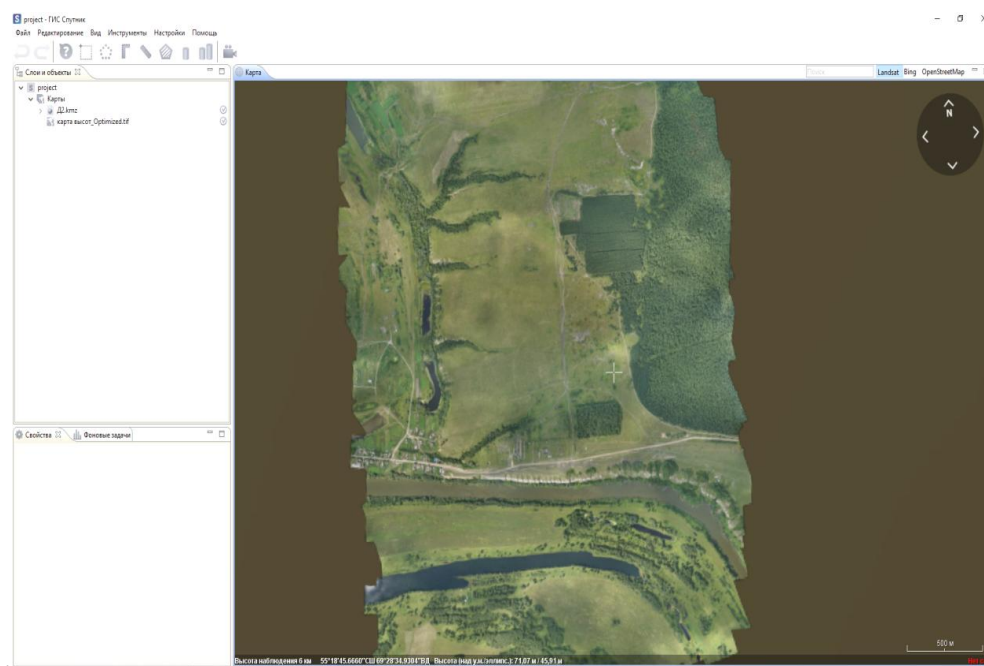 project - ГИС Спутник
Файл Редактирование Вид Инструменты Настройки Помощь
Слои и объекты
project
Карты
Д2.kmz
карта высот_Optimized.tif
Свойства
Фоновые задачи
Карта
Поиск
Landsat Bing OpenStreetMap
N
500 м
Высота наблюдения 6 км 55°18'45.6660"СШ 69°28'34.9304"ВД Высота (над у.м./эллипс.): 71,07 м / 45,91 м
Нет